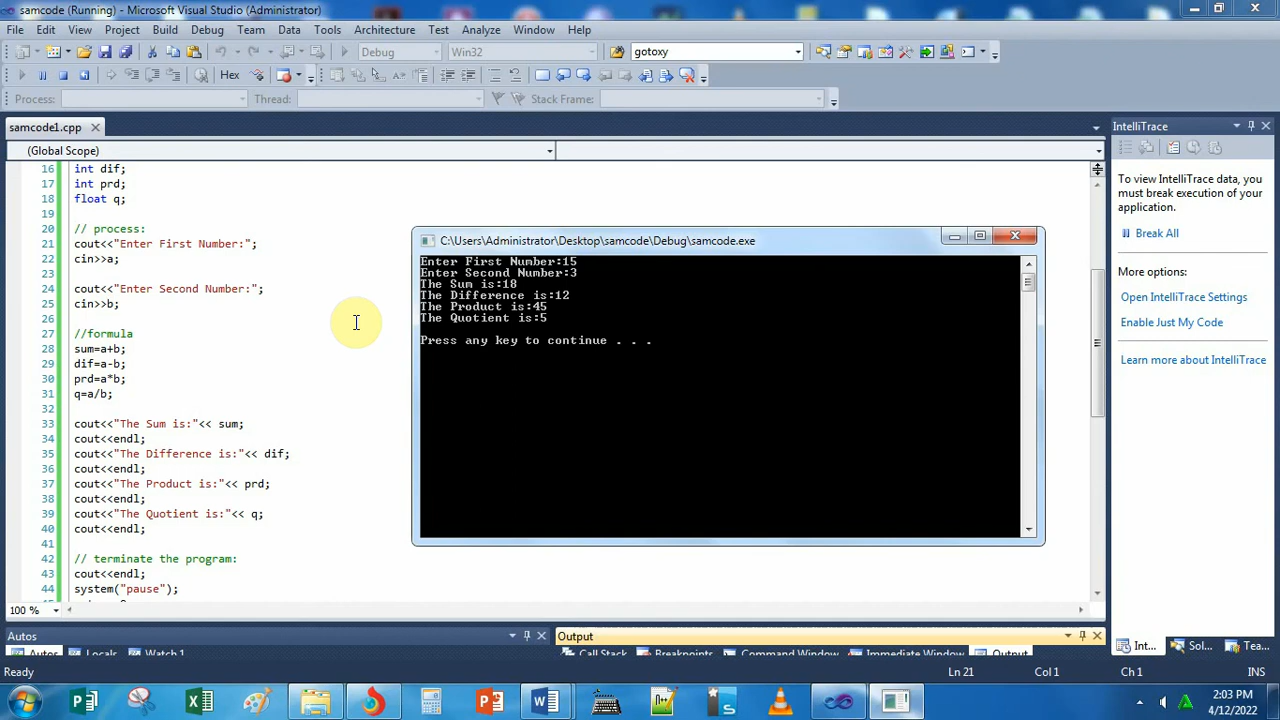 samcode (Running) - Microsoft Visual Studio (Administrator)
File Edit View Project Build Debug Team Data Tools Architecture Test Analyze Window Help
Debug Win32 gotoxy
Hex
Process: Thread: Stack Frame:
samcode1.cpp
(Global Scope)
16 int dif;
17 int prd;
18 float q;
19
20 // process:
21 cout<<"Enter First Number:";
22 cin>>a;
23
24 cout<<"Enter Second Number:";
25 cin>>b;
26
27 //formula
28 sum=a+b;
29 dif=a-b;
30 prd=a*b;
31 q=a/b;
32
33 cout<<"The Sum is:"<< sum;
34 cout<<endl;
35 cout<<"The Difference is:"<< dif;
36 cout<<endl;
37 cout<<"The Product is:"<< prd;
38 cout<<endl;
39 cout<<"The Quotient is:"<< q;
40 cout<<endl;
41
42 // terminate the program:
43 cout<<endl;
44 system("pause");
100 %
C:\Users\Administrator\Desktop\samcode\Debug\samcode.exe
Enter First Number:15
Enter Second Number:3
The Sum is:18
The Difference is:12
The Product is:45
The Quotient is:5
Press any key to continue . . .
IntelliTrace
To view IntelliTrace data, you
must break execution of your
application.
Break All
More options:
Open IntelliTrace Settings
Enable Just My Code
Learn more about IntelliTrace
Autos
Autos Locals Watch 1
Output
Call Stack Breakpoints Command Window Immediate Window Output
Int... Sol... Tea...
Ready Ln 21 Col 1 Ch 1 INS
2:03 PM
4/12/2022